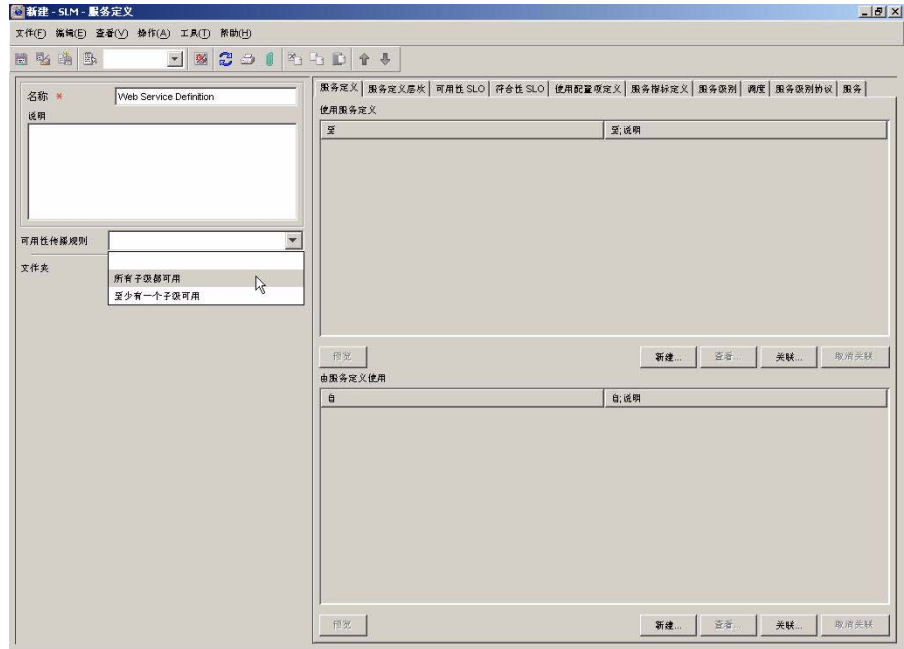 新建 - SLM - 服务定义
文件(F) 编辑(E) 查看(V) 操作(A) 工具(T) 帮助(H)
名称 *
Web Service Definition
说明
可用性传播规则
所有子级都可用
至少有一个子级可用
文件夹
服务定义 服务定义层次 可用性 SLO 符合性 SLO 使用配置项定义 服务指标定义 服务级别 调度 服务级别协议 服务
使用服务定义
至 至;说明
预览 新建... 查看... 关联... 取消关联
由服务定义使用
自 自;说明
预览 新建... 查看... 关联... 取消关联